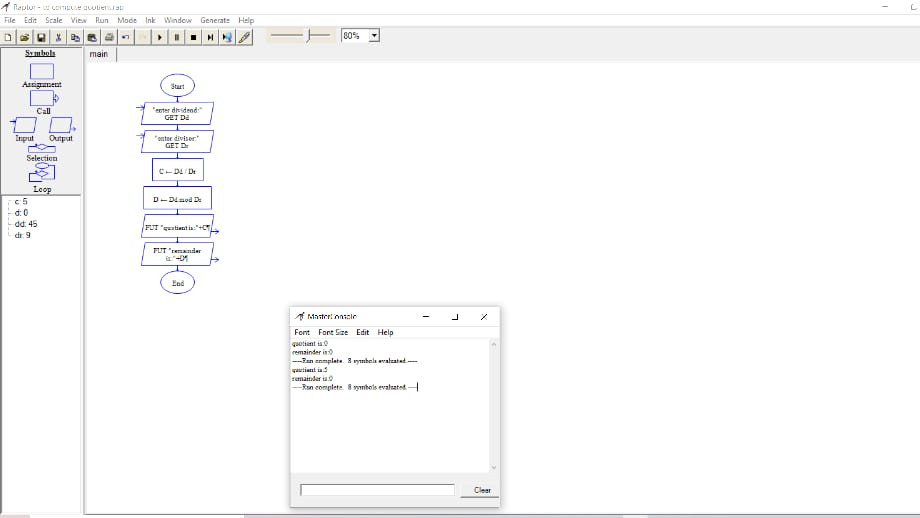 Raptor - to compute quotient.rap
File Edit Scale View Run Mode Ink Window Generate Help
80%
Symbols
main
Assignment
Call
Input Output
Selection
Loop
c: 5
d: 0
dd: 45
dr: 9
Start
"enter dividend:"
GET Dd
"enter divisor:"
GET Dr
C ← Dd / Dr
D ← Dd mod Dr
PUT "quotient is:"+C¶
PUT "remainder
is:"+D¶
End
MasterConsole
Font Font Size Edit Help
quotient is:0
remainder is:0
----Run complete. 8 symbols evaluated.----
quotient is:5
remainder is:0
----Run complete. 8 symbols evaluated.----
Clear